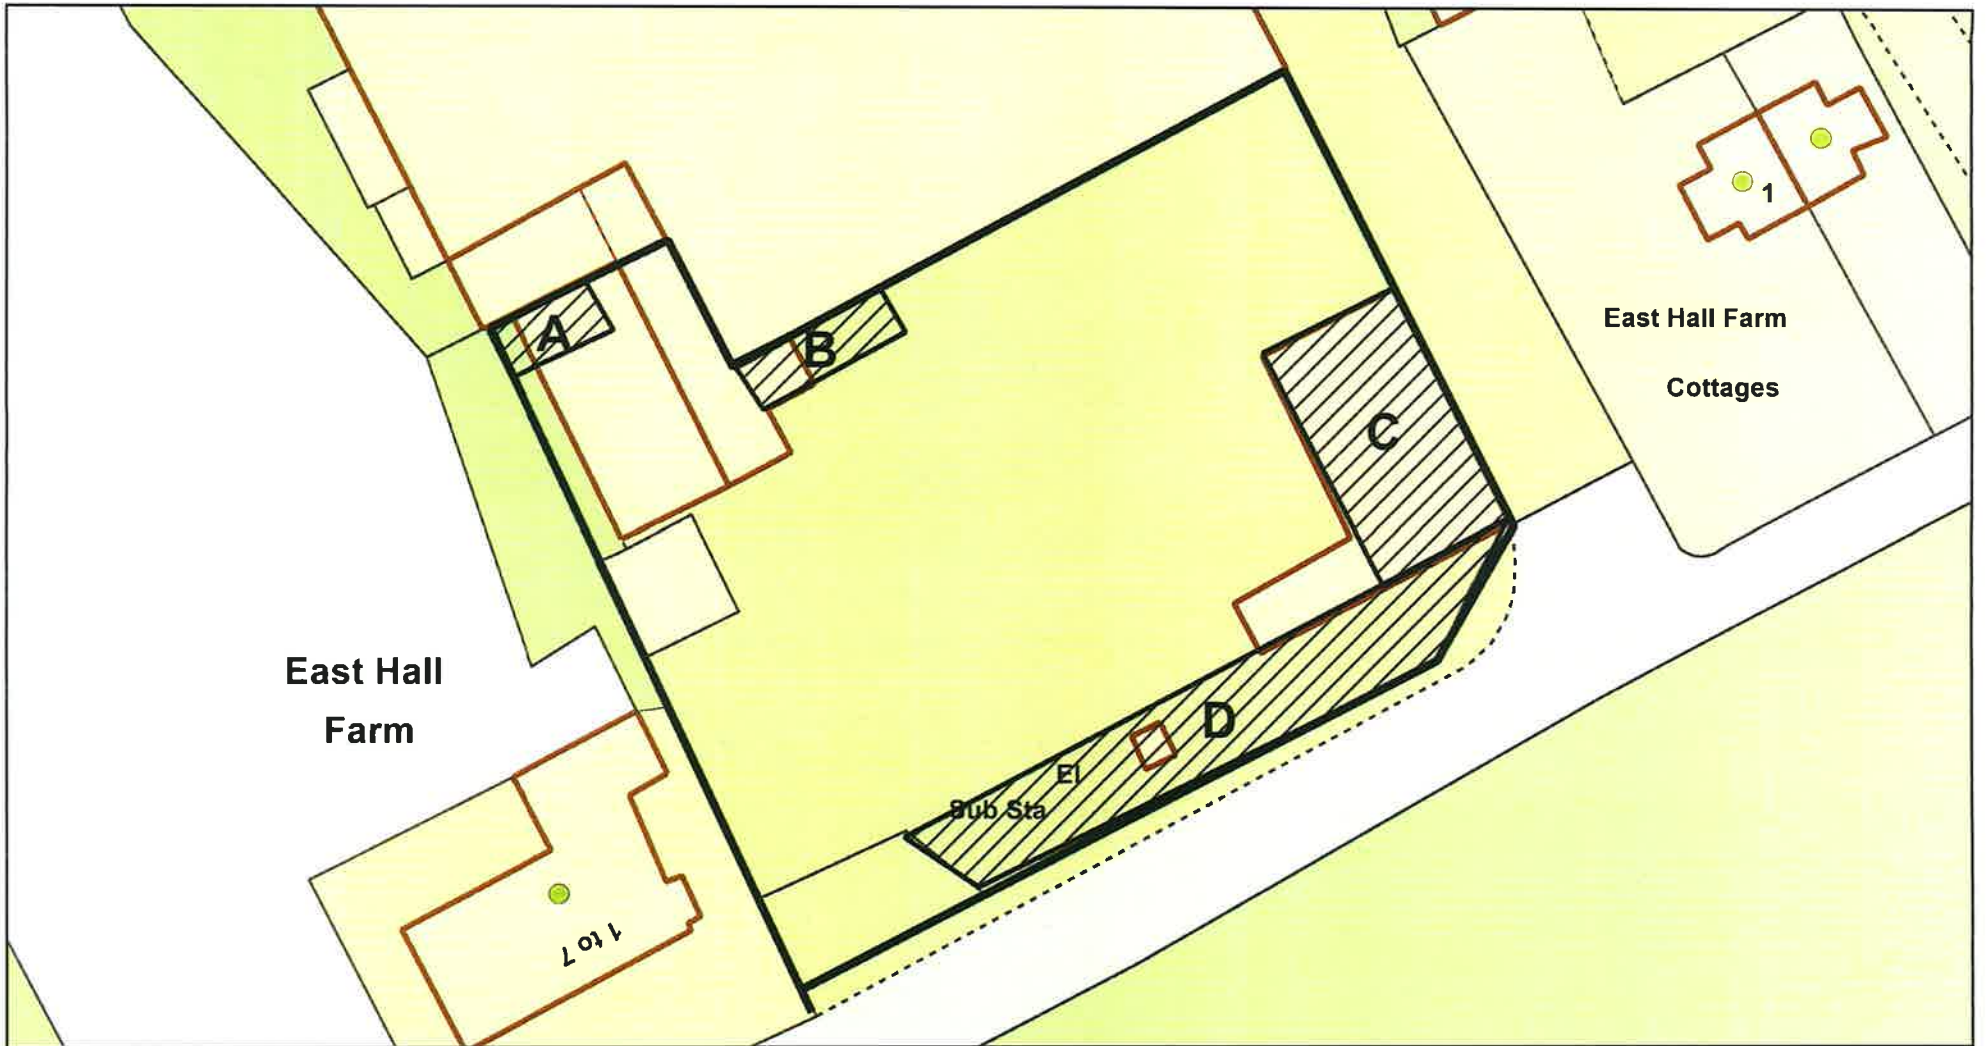 1
East Hall Farm
Cottages
A
B
C
East Hall
Farm
D
El
Sub Sta
1 to 7